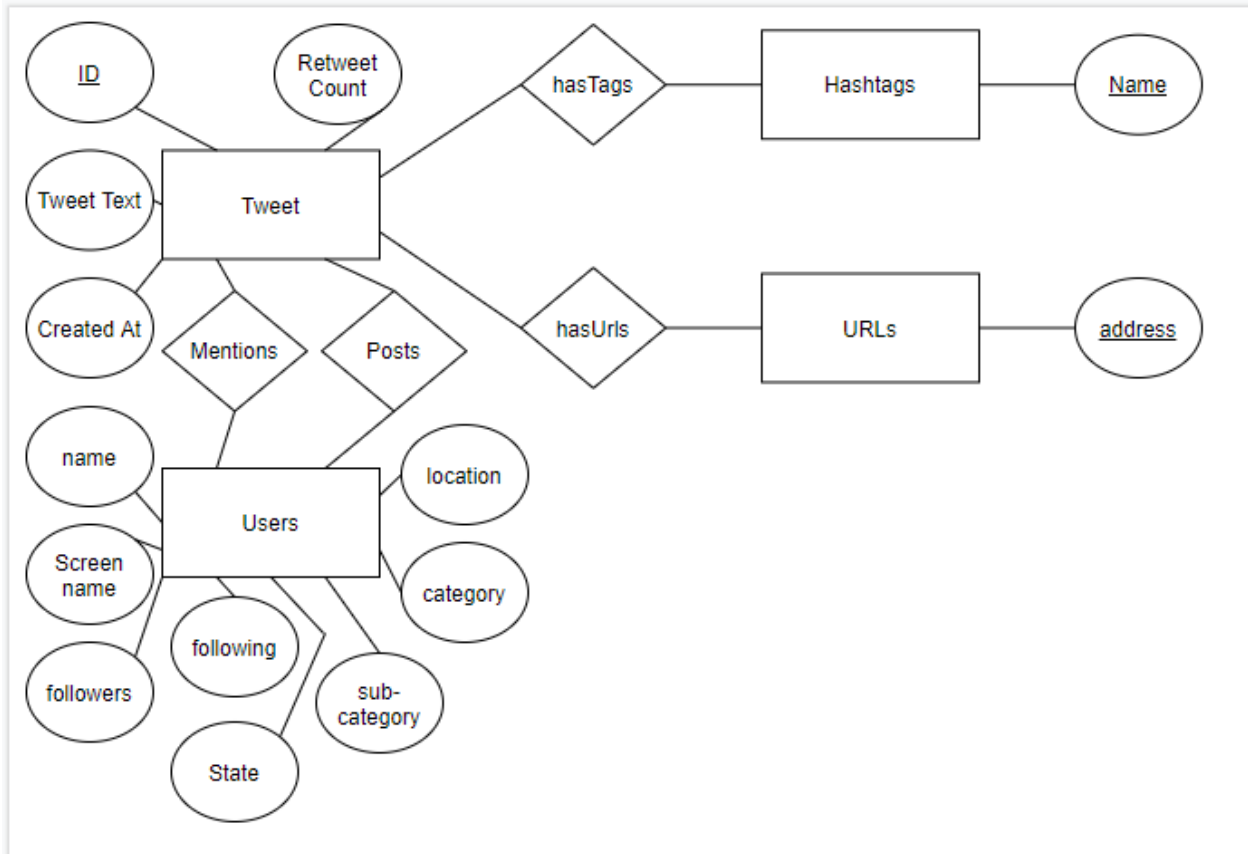 ID
Retweet
Count
hasTags
Hashtags
Name
Tweet Text
Tweet
Created At
Mentions
Posts
hasUrls
URLs
address
name
location
Users
Screen
name
category
following
followers
sub-
category
State